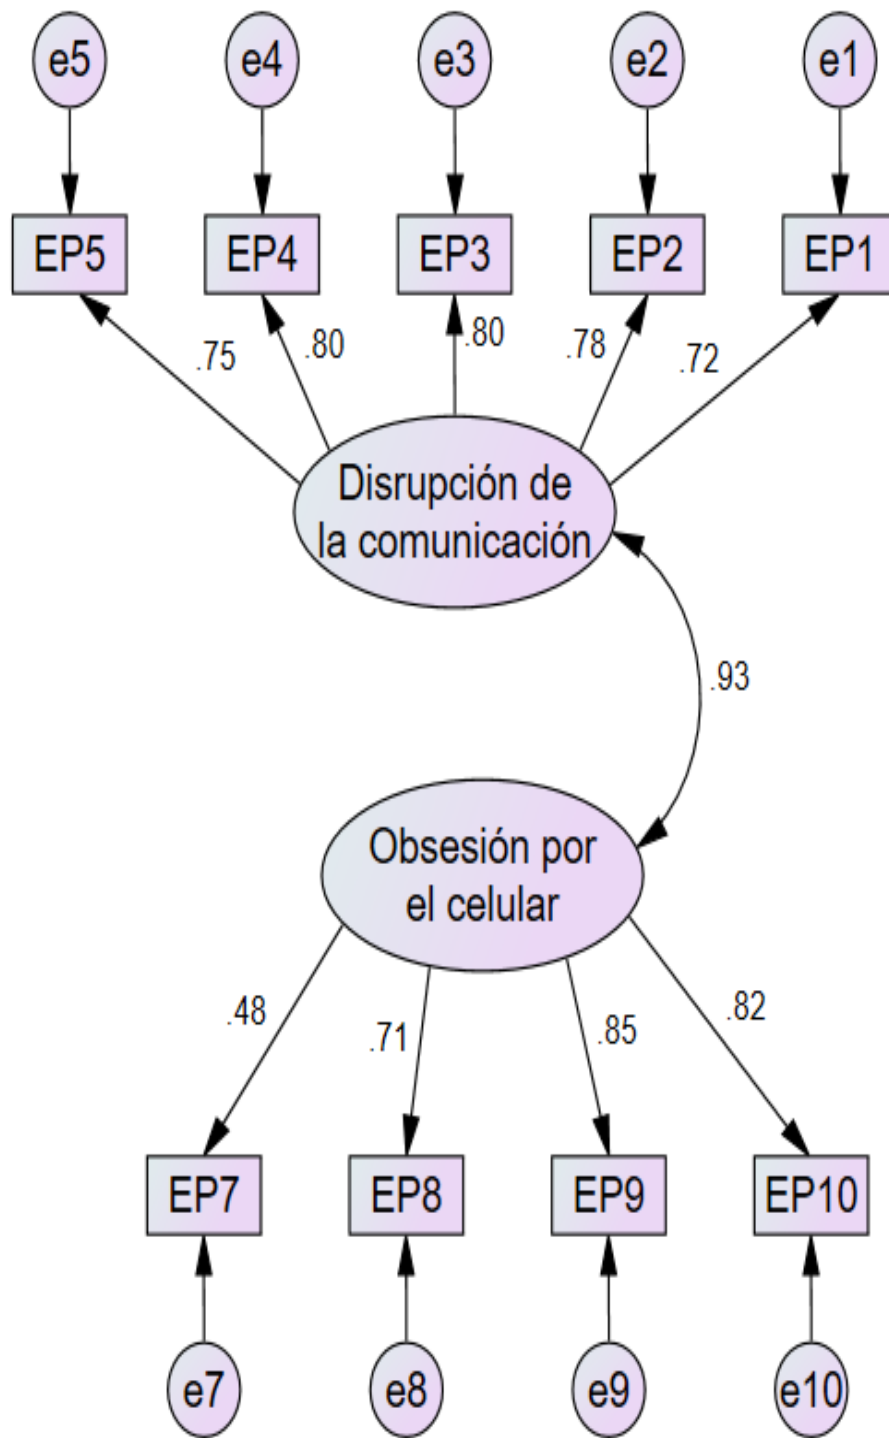 e5 e4 e3 e2 e1
EP5 EP4 EP3 EP2 EP1
.75 .80 .80 .78 .72
Disrupción de
la comunicación
.93
Obsesión por
el celular
.48 .71 .85 .82
EP7 EP8 EP9 EP10
e7 e8 e9 e10